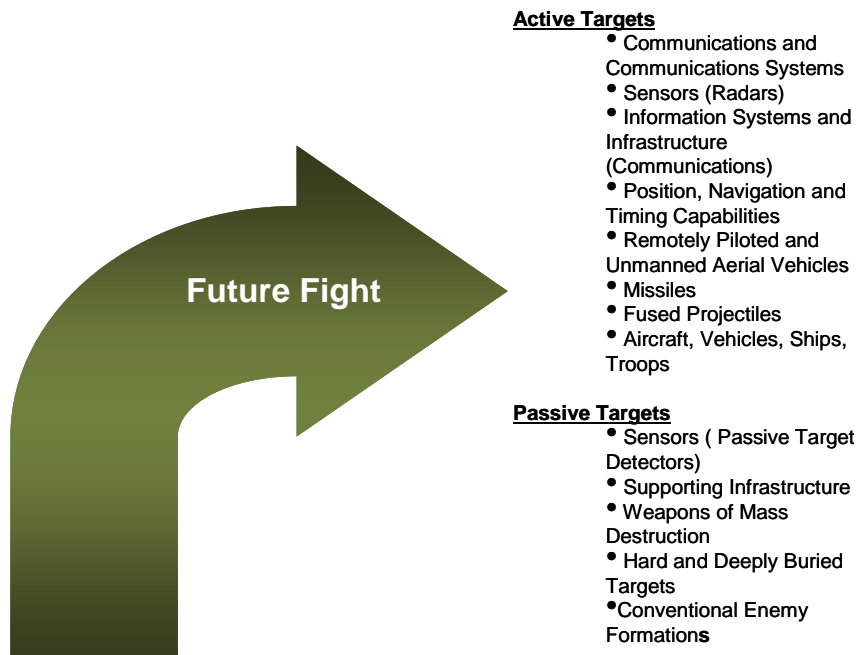 Active Targets
• Communications and
Communications Systems
• Sensors (Radars)
• Information Systems and
Infrastructure
(Communications)
• Position, Navigation and
Timing Capabilities
• Remotely Piloted and
Unmanned Aerial Vehicles
• Missiles
• Fused Projectiles
• Aircraft, Vehicles, Ships,
Troops
Future Fight
Passive Targets
• Sensors ( Passive Target
Detectors)
• Supporting Infrastructure
• Weapons of Mass
Destruction
• Hard and Deeply Buried
Targets
•Conventional Enemy
Formations